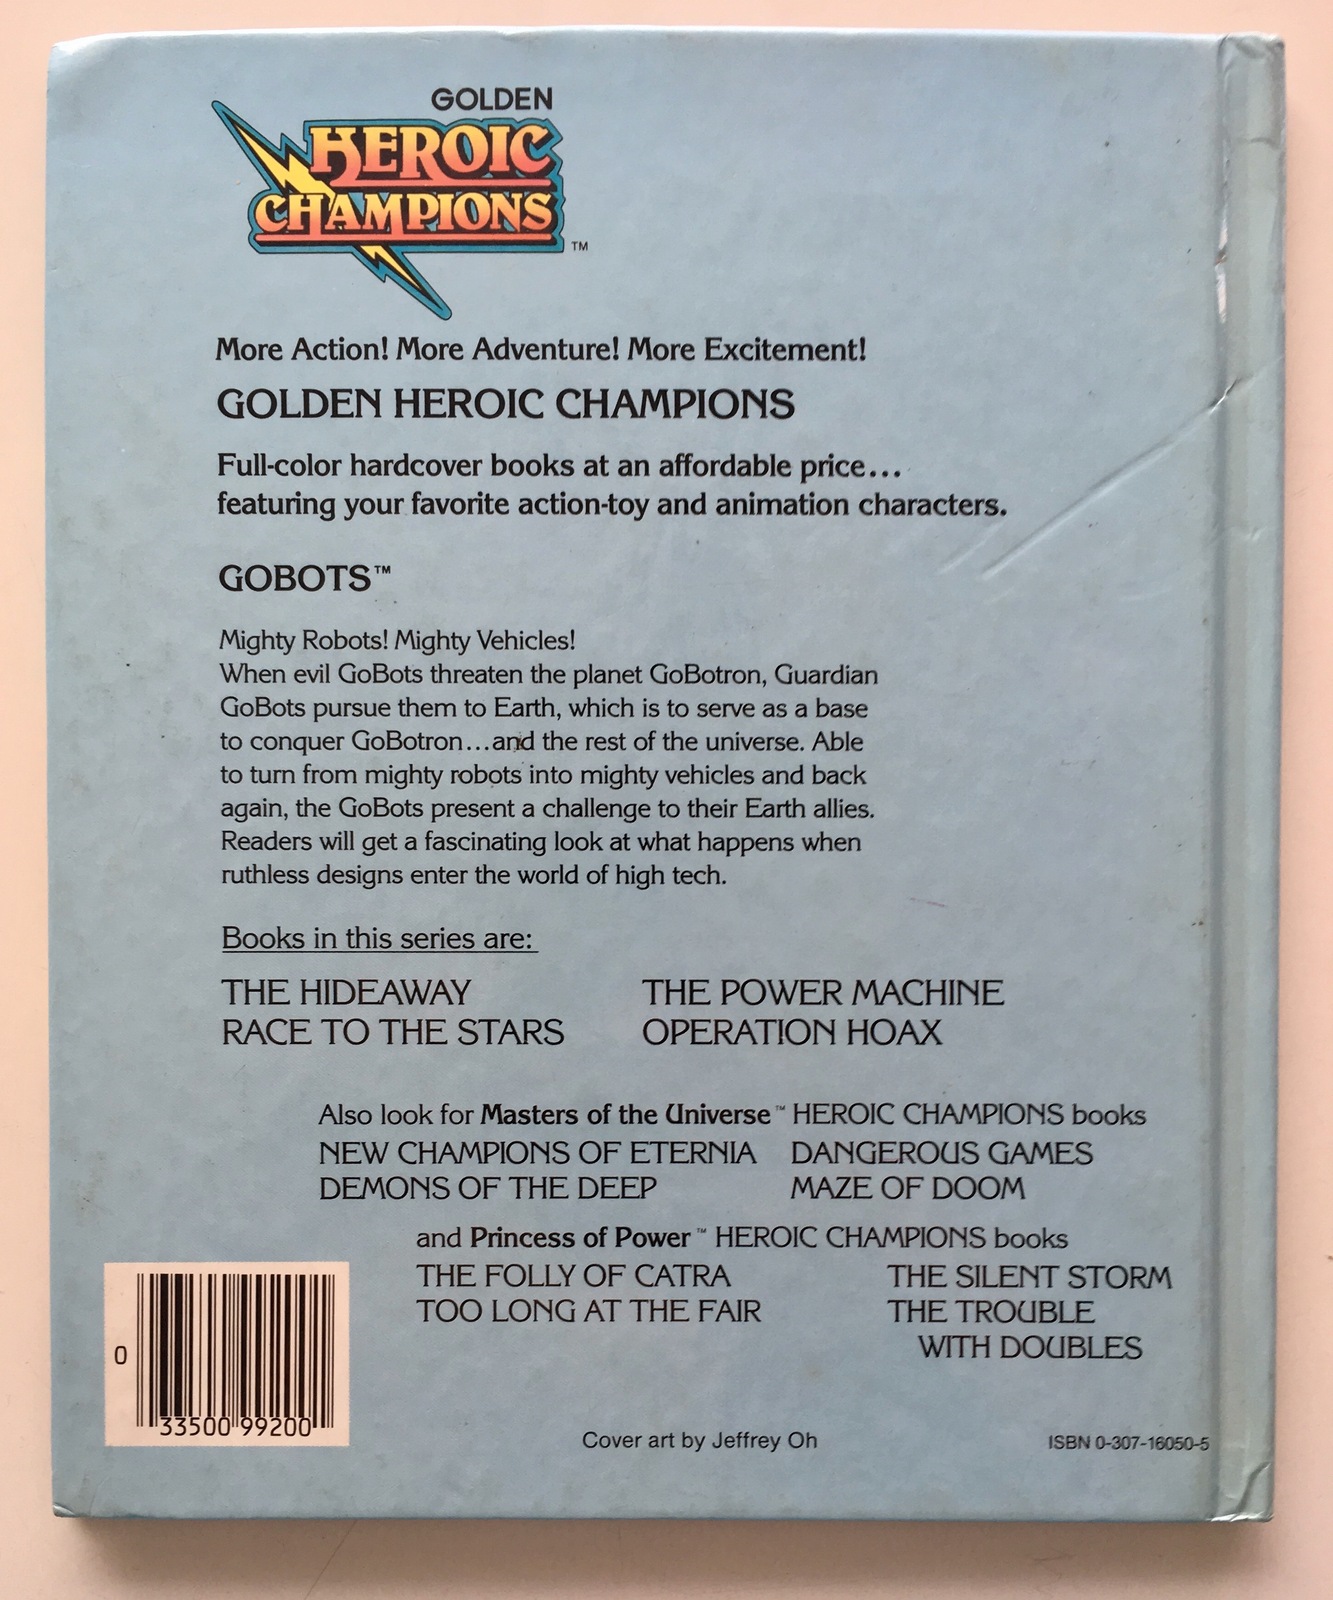 GOLDEN
HEROIC
CHAMPIONS
™
More Action! More Adventure! More Excitement!
GOLDEN HEROIC CHAMPIONS
Full-color hardcover books at an affordable price...
featuring your favorite action-toy and animation characters.
GOBOTS™
Mighty Robots! Mighty Vehicles!
When evil GoBots threaten the planet GoBotron, Guardian
GoBots pursue them to Earth, which is to serve as a base
to conquer GoBotron...and the rest of the universe. Able
to turn from mighty robots into mighty vehicles and back
again, the GoBots present a challenge to their Earth allies.
Readers will get a fascinating look at what happens when
ruthless designs enter the world of high tech.
Books in this series are:
THE HIDEAWAY THE POWER MACHINE
RACE TO THE STARS OPERATION HOAX
Also look for Masters of the Universe™ HEROIC CHAMPIONS books
NEW CHAMPIONS OF ETERNIA DANGEROUS GAMES
DEMONS OF THE DEEP MAZE OF DOOM
and Princess of Power™ HEROIC CHAMPIONS books
THE FOLLY OF CATRA THE SILENT STORM
TOO LONG AT THE FAIR THE TROUBLE
WITH DOUBLES
0 33500 99200
Cover art by Jeffrey Oh
ISBN 0-307-16050-5